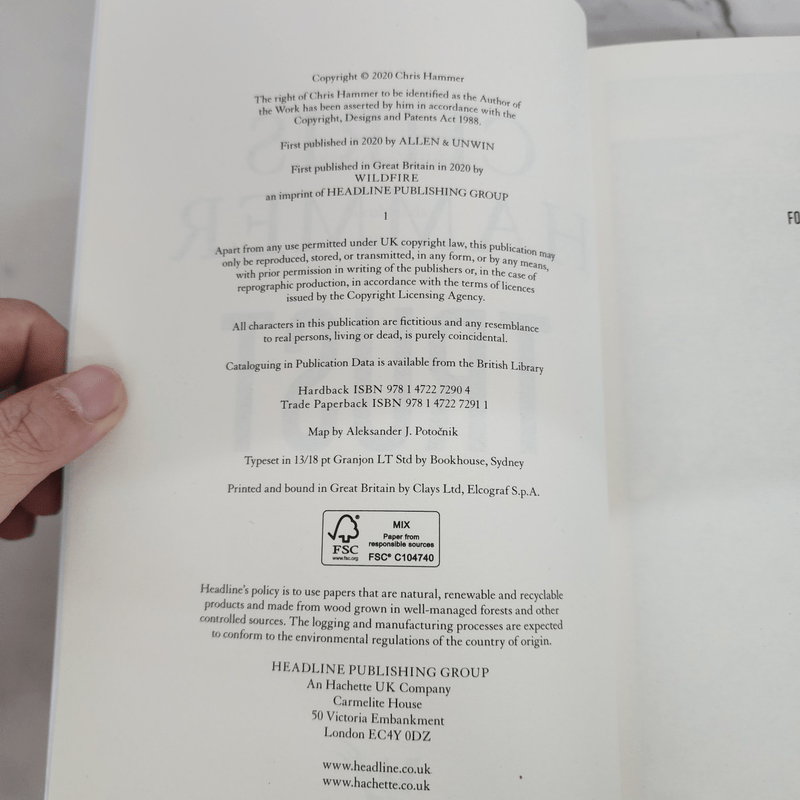 Copyright © 2020 Chris Hammer
The right of Chris Hammer to be identified as the Author of
the Work has been asserted by him in accordance with the
Copyright, Designs and Patents Act 1988.
First published in 2020 by ALLEN & UNWIN
First published in Great Britain in 2020 by
WILDFIRE
an imprint of HEADLINE PUBLISHING GROUP
1
Apart from any use permitted under UK copyright law, this publication may
only be reproduced, stored, or transmitted, in any form, or by any means,
with prior permission in writing of the publishers or, in the case of
reprographic production, in accordance with the terms of licences
issued by the Copyright Licensing Agency.
All characters in this publication are fictitious and any resemblance
to real persons, living or dead, is purely coincidental.
Cataloguing in Publication Data is available from the British Library
Hardback ISBN 978 1 4722 7290 4
Trade Paperback ISBN 978 1 4722 7291 1
Map by Aleksander J. Potočnik
Typeset in 13/18 pt Granjon LT Std by Bookhouse, Sydney
Printed and bound in Great Britain by Clays Ltd, Elcograf S.p.A.
FSC
www.fsc.org
MIX
Paper from
responsible sources
FSC® C104740
Headline's policy is to use papers that are natural, renewable and recyclable
products and made from wood grown in well-managed forests and other
controlled sources. The logging and manufacturing processes are expected
to conform to the environmental regulations of the country of origin.
HEADLINE PUBLISHING GROUP
An Hachette UK Company
Carmelite House
50 Victoria Embankment
London EC4Y 0DZ
www.headline.co.uk
www.hachette.co.uk
FO